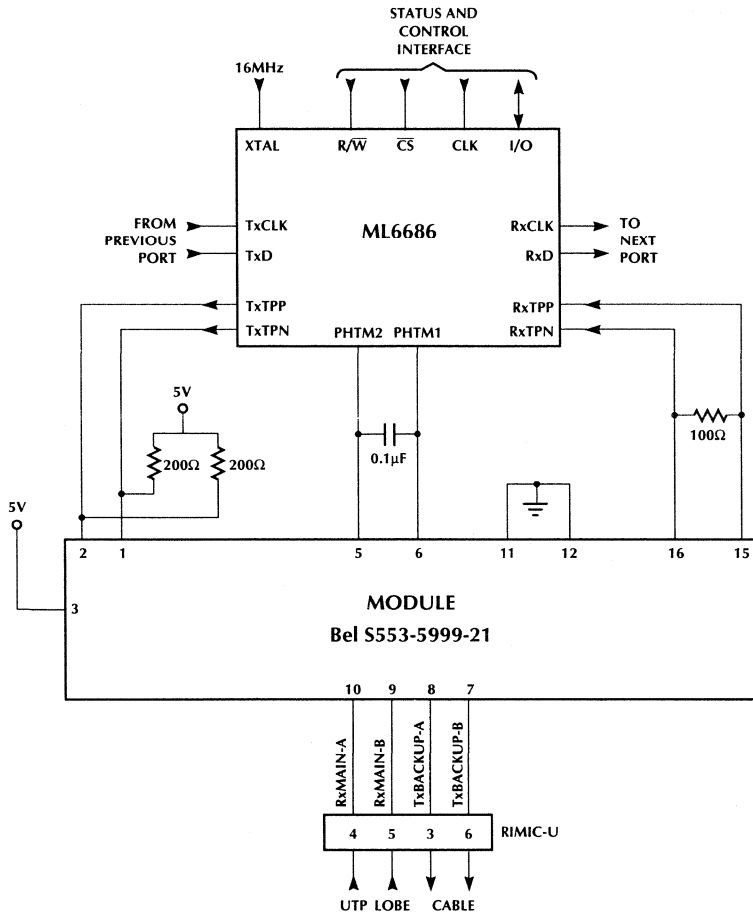 STATUS AND
CONTROL
INTERFACE
16MHz
XTAL R/W̅ C̅S̅ CLK I/O
FROM
PREVIOUS
PORT
TxCLK
TxD
ML6686
RxCLK
RxD
TO
NEXT
PORT
TxTPP
TxTPN
PHTM2 PHTM1
RxTPP
RxTPN
5V
200Ω 200Ω
0.1µF
100Ω
5V
2 1 5 6 11 12 16 15
3
MODULE
Bel S553-5999-21
10 9 8 7
RxMAIN-A
RxMAIN-B
TxBACKUP-A
TxBACKUP-B
4 5 3 6
RIMIC-U
UTP LOBE CABLE